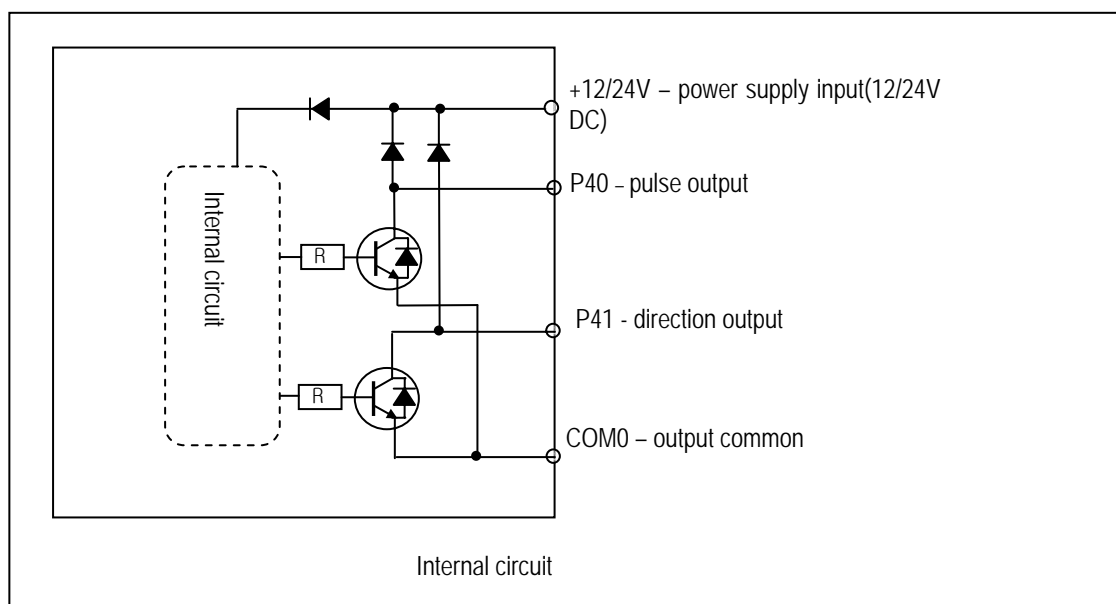 +12/24V – power supply input(12/24V
DC)
P40 – pulse output
Internal circuit
R
P41 - direction output
R
COM0 – output common
Internal circuit